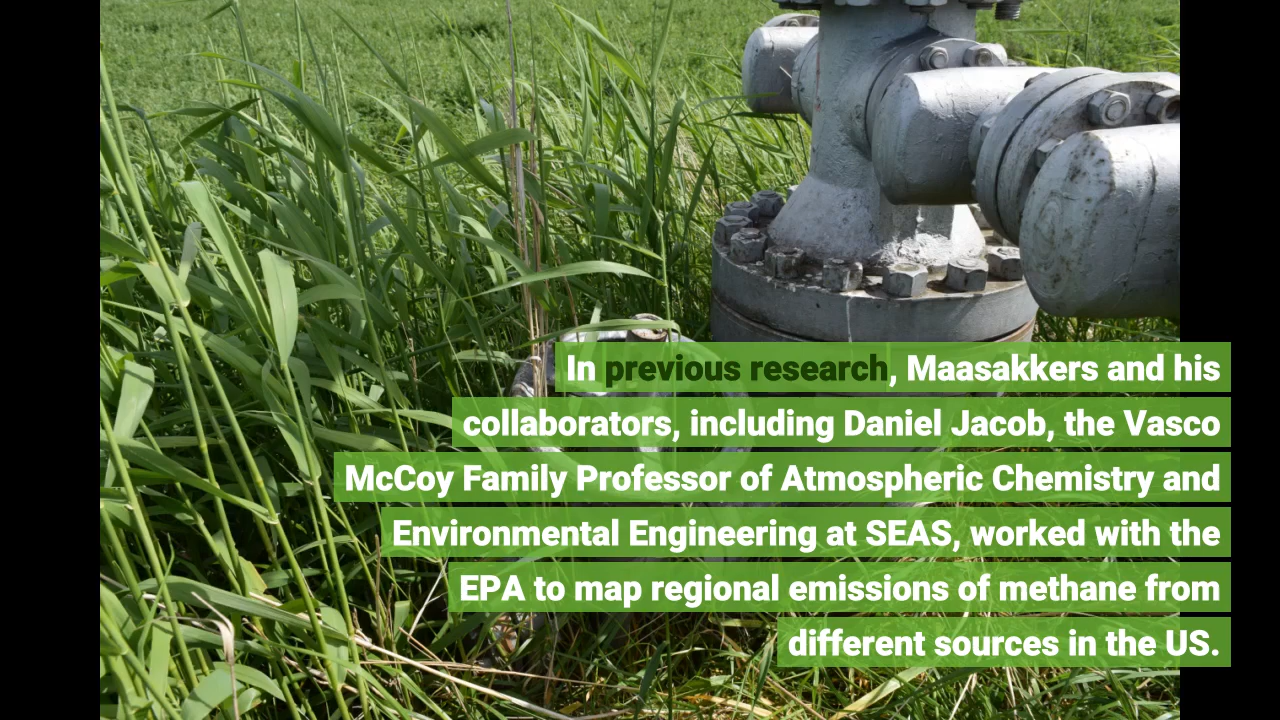 In previous research, Maasakkers and his
collaborators, including Daniel Jacob, the Vasco
McCoy Family Professor of Atmospheric Chemistry and
Environmental Engineering at SEAS, worked with the
EPA to map regional emissions of methane from
different sources in the US.